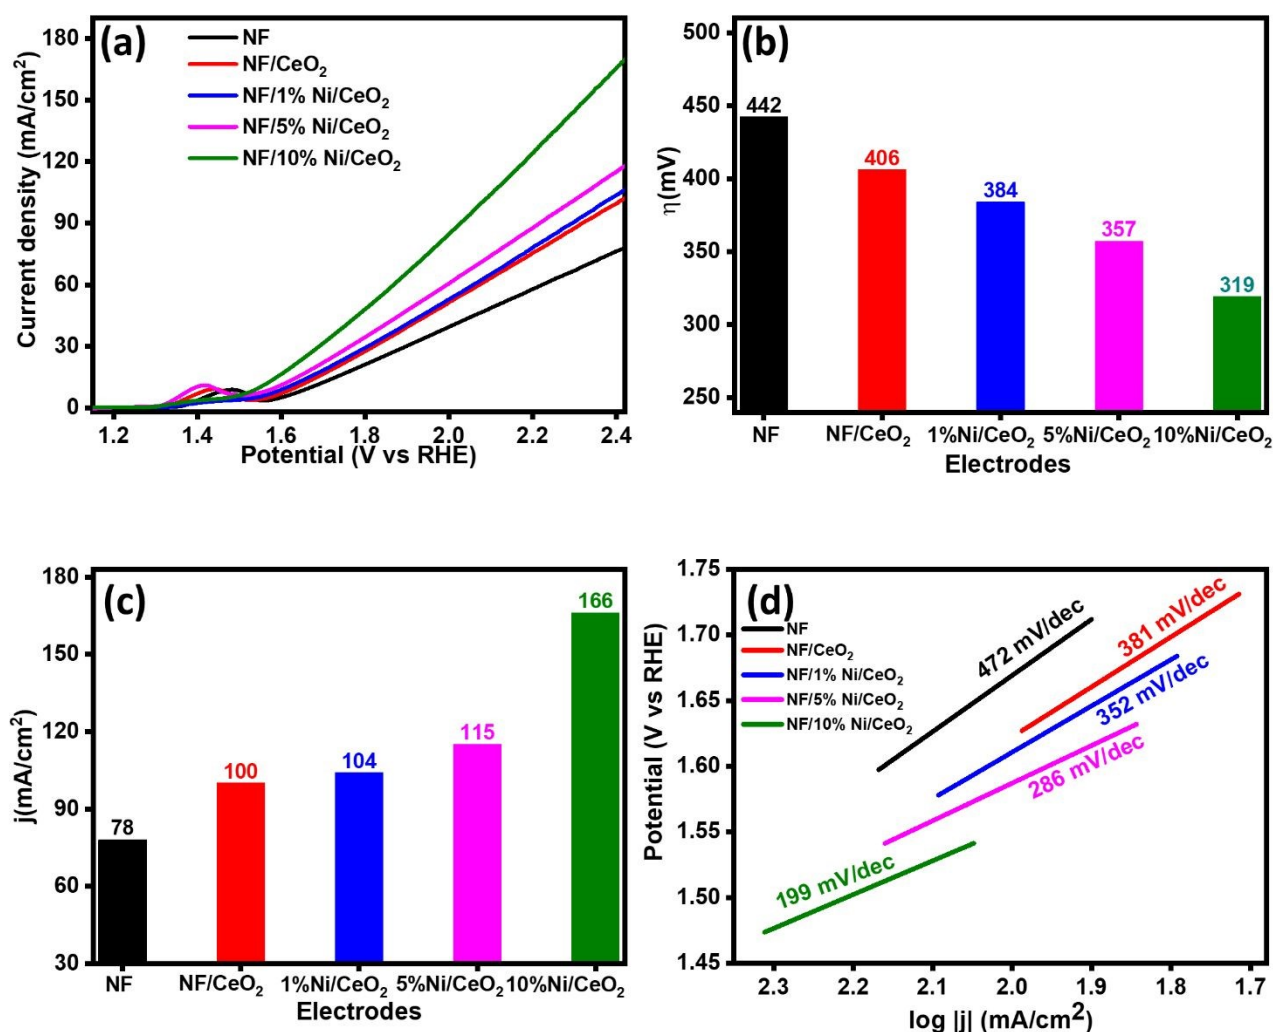 (a)
NF
NF/CeO₂
NF/1% Ni/CeO₂
NF/5% Ni/CeO₂
NF/10% Ni/CeO₂
Current density (mA/cm²)
180
150
120
90
60
30
0
1.2 1.4 1.6 1.8 2.0 2.2 2.4
Potential (V vs RHE)
(b)
η(mV)
500
450
400
350
300
250
442
406
384
357
319
NF NF/CeO₂ 1%Ni/CeO₂ 5%Ni/CeO₂ 10%Ni/CeO₂
Electrodes
(c)
j(mA/cm²)
180
150
120
90
60
30
78
100
104
115
166
NF NF/CeO₂ 1%Ni/CeO₂ 5%Ni/CeO₂ 10%Ni/CeO₂
Electrodes
(d)
NF
NF/CeO₂
NF/1% Ni/CeO₂
NF/5% Ni/CeO₂
NF/10% Ni/CeO₂
Potential (V vs RHE)
1.75
1.70
1.65
1.60
1.55
1.50
1.45
472 mV/dec
381 mV/dec
352 mV/dec
286 mV/dec
199 mV/dec
2.3 2.2 2.1 2.0 1.9 1.8 1.7
log |j| (mA/cm²)